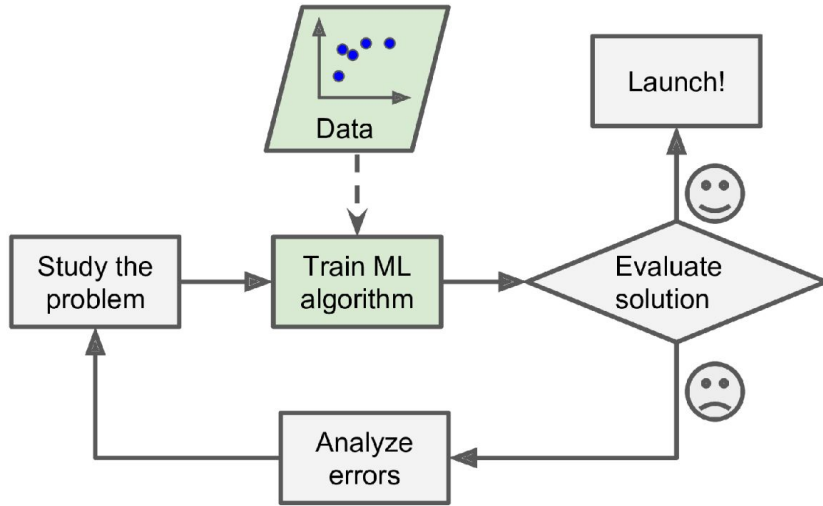 Data
Launch!
Study the
problem
Train ML
algorithm
Evaluate
solution
Analyze
errors